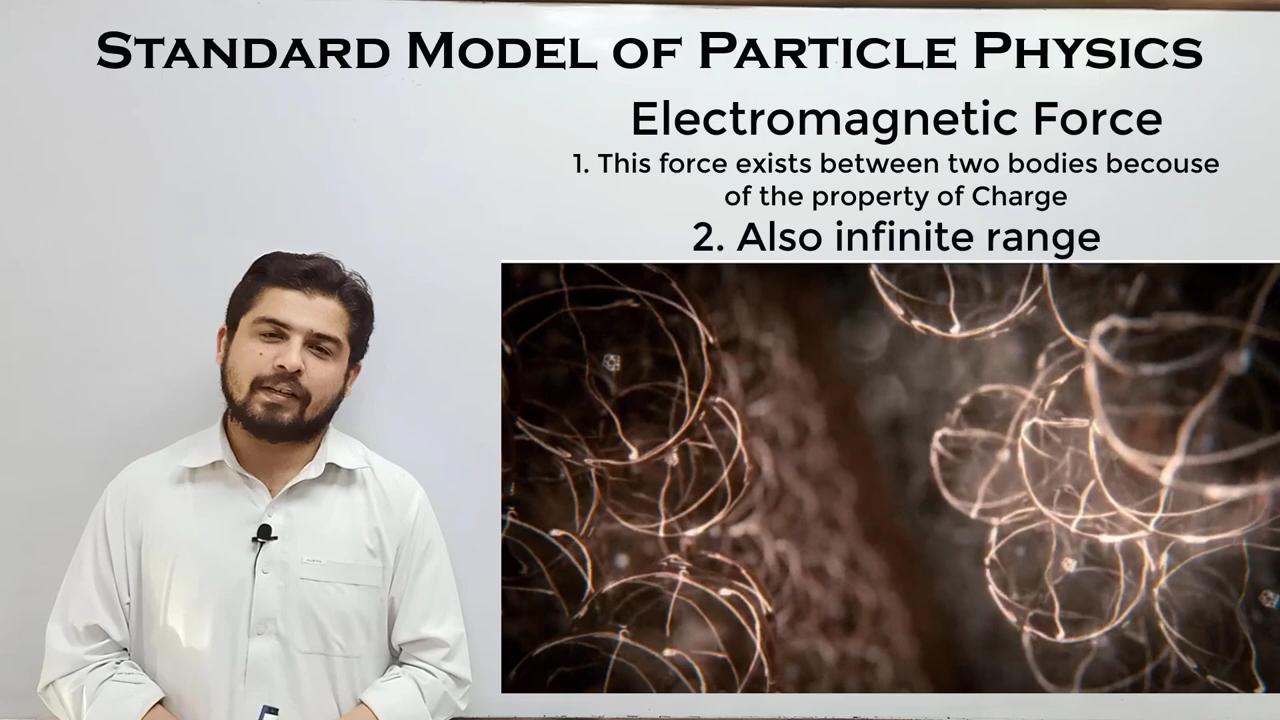 STANDARD MODEL OF PARTICLE PHYSICS
Electromagnetic Force
1. This force exists between two bodies becouse
of the property of Charge
2. Also infinite range